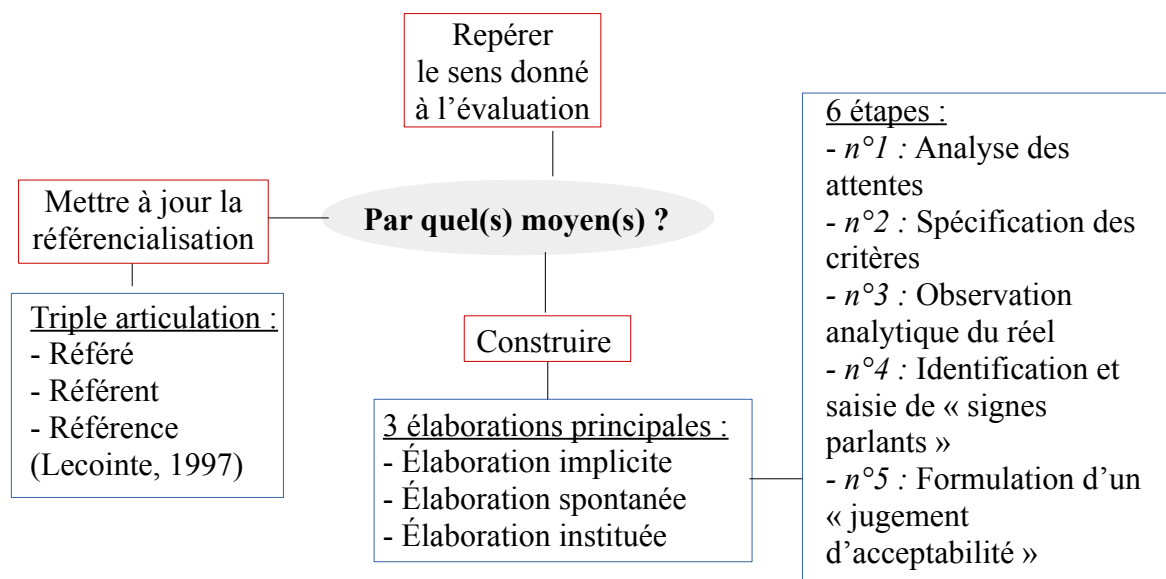 Repérer
le sens donné
à l’évaluation
Mettre à jour la
référencialisation
Par quel(s) moyen(s) ?
Triple articulation :
- Référé
- Référent
- Référence
(Lecointe, 1997)
Construire
3 élaborations principales :
- Élaboration implicite
- Élaboration spontanée
- Élaboration instituée
6 étapes :
- n°1 : Analyse des
attentes
- n°2 : Spécification des
critères
- n°3 : Observation
analytique du réel
- n°4 : Identification et
saisie de « signes
parlants »
- n°5 : Formulation d’un
« jugement
d’acceptabilité »